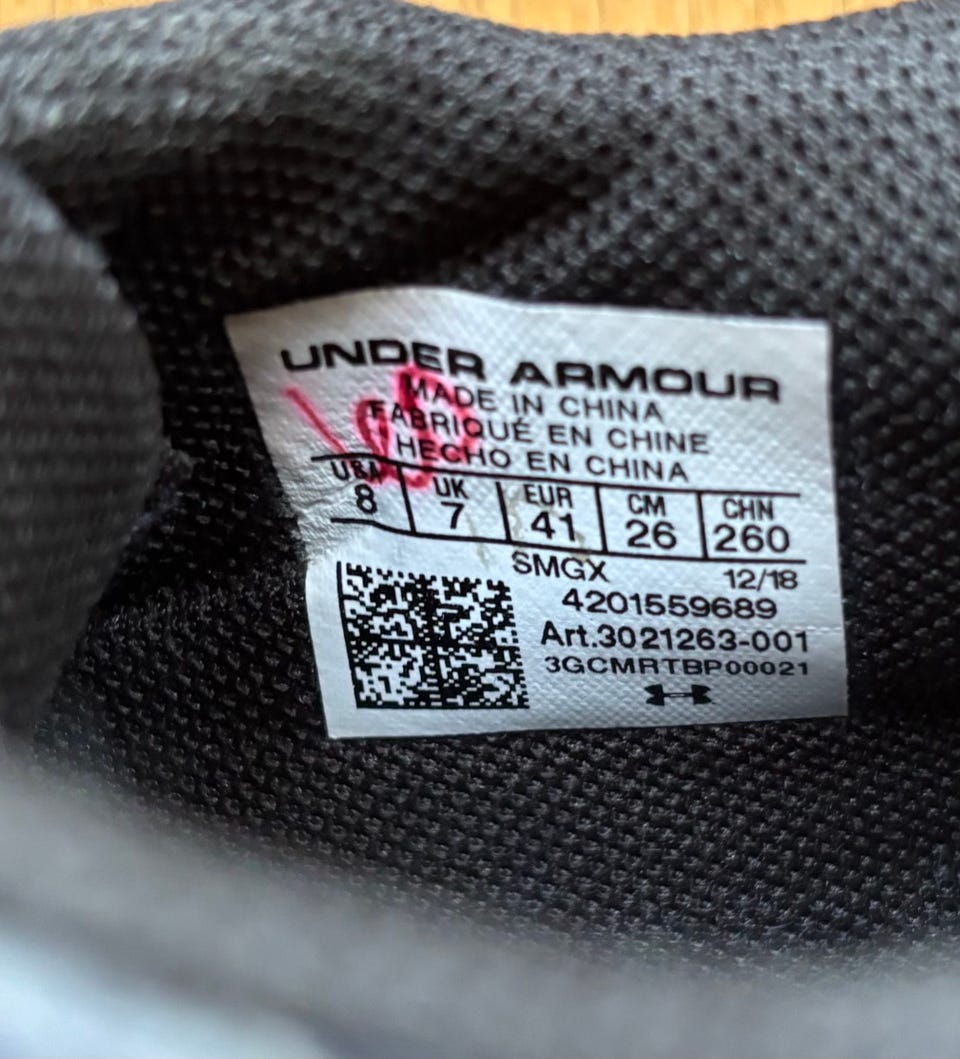 UNDER ARMOUR
MADE IN CHINA
FABRIQUÉ EN CHINE
HECHO EN CHINA
USA UK EUR CM CHN
8 7 41 26 260
SMGX 12/18
4201559689
Art.3021263-001
3GCMRTBP00021